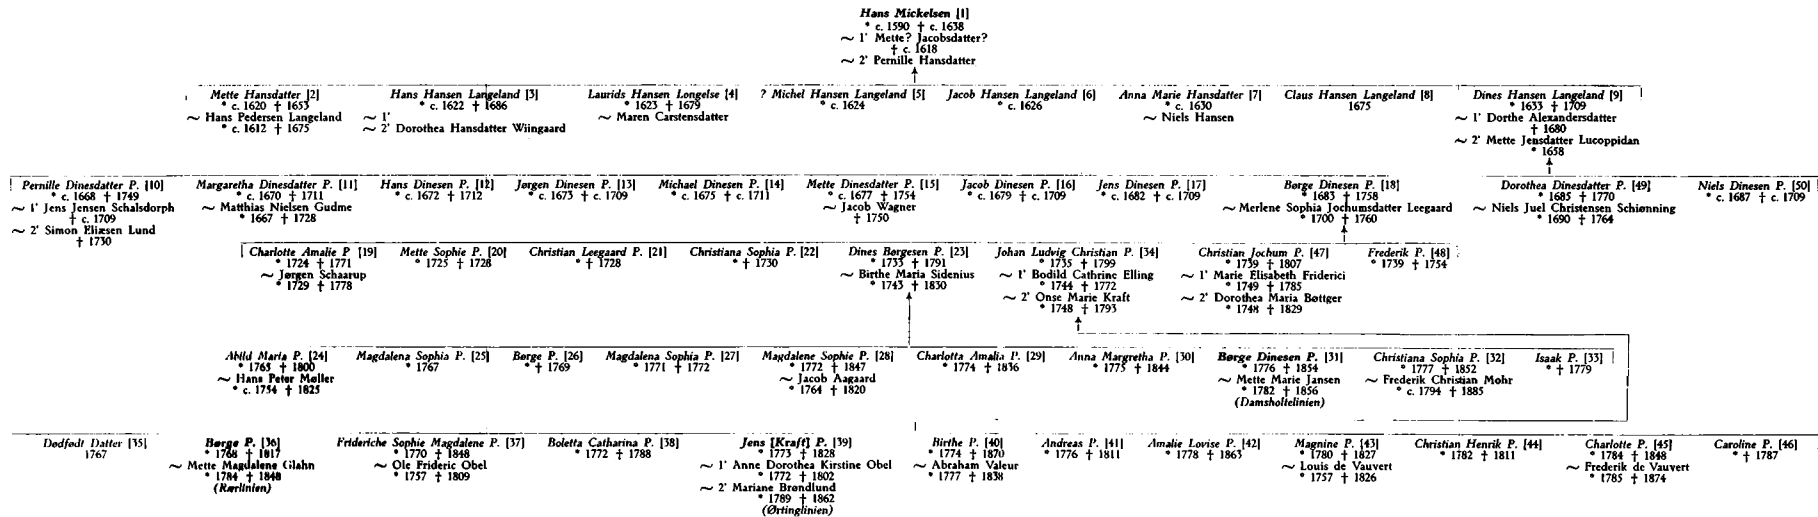 Hans Mickelsen [1]
* c. 1590 † c. 1638
~ 1' Mette? Jacobsdatter?
† c. 1618
~ 2' Pernille Hansdatter
Mette Hansdatter [2]
* c. 1620 † 1653
~ Hans Pedersen Langeland
* c. 1612 † 1675
Hans Hansen Langeland [3]
* c. 1622 † 1686
~ 1'
~ 2' Dorothea Hansdatter Wiingaard
Laurids Hansen Longelse [4]
* 1623 † 1679
~ Maren Carstensdatter
? Michel Hansen Langeland [5]
* c. 1624
Jacob Hansen Langeland [6]
* c. 1626
Anna Marie Hansdatter [7]
* c. 1630
~ Niels Hansen
Claus Hansen Langeland [8]
1675
Dines Hansen Langeland [9]
* 1633 † 1709
~ 1' Dorthe Alexandersdatter
† 1680
~ 2' Mette Jensdatter Lucoppidan
* 1658
Pernille Dinesdatter P. [10]
* c. 1668 † 1749
~ 1' Jens Jensen Schalsdorph
† c. 1709
~ 2' Simon Eliæsen Lund
† 1730
Margaretha Dinesdatter P. [11]
* c. 1670 † 1711
~ Matthias Nielsen Gudme
* 1667 † 1728
Hans Dinesen P. [12]
* c. 1672 † 1712
Jørgen Dinesen P. [13]
* c. 1673 † c. 1709
Michael Dinesen P. [14]
* c. 1675 † c. 1711
Mette Dinesdatter P. [15]
* c. 1677 † 1754
~ Jacob Wagner
† 1750
Jacob Dinesen P. [16]
* c. 1679 † c. 1709
Jens Dinesen P. [17]
* c. 1682 † c. 1709
Børge Dinesen P. [18]
* 1683 † 1758
~ Merlene Sophia Jochumsdatter Leegaard
* 1700 † 1760
Dorothea Dinesdatter P. [49]
* 1685 † 1770
~ Niels Juel Christensen Schiønning
* 1690 † 1764
Niels Dinesen P. [50]
* c. 1687 † c. 1709
Charlotte Amalie P [19]
* 1724 † 1771
~ Jørgen Schaarup
* 1729 † 1778
Mette Sophie P. [20]
* 1725 † 1728
Christian Leegaard P. [21]
* † 1728
Christiana Sophia P. [22]
* † 1730
Dines Børgesen P. [23]
* 1733 † 1791
~ Birthe Maria Sidenius
* 1743 † 1830
Johan Ludvig Christian P. [34]
* 1735 † 1799
~ 1' Bodild Cathrine Elling
* 1744 † 1772
~ 2' Onse Marie Kraft
* 1748 † 1793
Christian Jochum P. [47]
* 1739 † 1807
~ 1' Marie Elisabeth Friderici
* 1749 † 1785
~ 2' Dorothea Maria Bøttger
* 1748 † 1829
Frederik P. [48]
* 1739 † 1754
Abild Maria P. [24]
* 1765 † 1800
~ Hans Peter Møller
* c. 1754 † 1825
Magdalena Sophia P. [25]
* 1767
Børge P. [26]
* † 1769
Magdalena Sophia P. [27]
* 1771 † 1772
Magdalene Sophie P. [28]
* 1772 † 1847
~ Jacob Aagaard
* 1764 † 1820
Charlotta Amalia P. [29]
* 1774 † 1836
Anna Margretha P. [30]
* 1775 † 1844
Børge Dinesen P. [31]
* 1776 † 1854
~ Mette Marie Jansen
* 1782 † 1856
(Damsholtelinien)
Christiana Sophia P. [32]
* 1777 † 1852
~ Frederik Christian Mohr
* c. 1794 † 1885
Isaak P. [33]
* † 1779
Dødfødt Datter [35]
1767
Børge P. [36]
* 1768 † 1817
~ Mette Magdalene Glahn
* 1784 † 1848
(Rærlinien)
Frideriche Sophie Magdalene P. [37]
* 1770 † 1848
~ Ole Frideric Obel
* 1757 † 1809
Boletta Catharina P. [38]
* 1772 † 1788
Jens [Kraft] P. [39]
* 1773 † 1828
~ 1' Anne Dorothea Kirstine Obel
* 1772 † 1802
~ 2' Mariane Brøndlund
* 1789 † 1862
(Ørtinglinien)
Birthe P. [40]
* 1774 † 1870
~ Abraham Valeur
* 1777 † 1838
Andreas P. [41]
* 1776 † 1811
Amalie Lovise P. [42]
* 1778 † 1863
Magnine P. [43]
* 1780 † 1827
~ Louis de Vauvert
* 1757 † 1826
Christian Henrik P. [44]
* 1782 † 1811
Charlotte P. [45]
* 1784 † 1848
~ Frederik de Vauvert
* 1785 † 1874
Caroline P. [46]
* † 1787